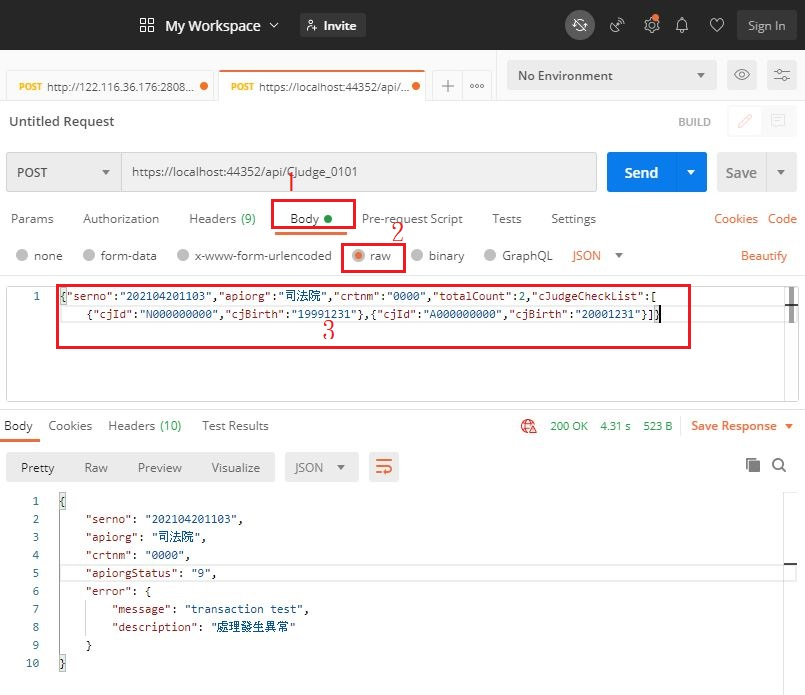 My Workspace Invite Sign In
POST http://122.116.36.176:2808... POST https://localhost:44352/api/... No Environment
Untitled Request BUILD
POST https://localhost:44352/api/CJudge_0101 Send Save
1
Params Authorization Headers (9) Body Pre-request Script Tests Settings Cookies Code
2
none form-data x-www-form-urlencoded raw binary GraphQL JSON Beautify
1 {"serno":"202104201103","apiorg":"司法院","crtnm":"0000","totalCount":2,"cJudgeCheckList":[
{"cjId":"N000000000","cjBirth":"19991231"},{"cjId":"A000000000","cjBirth":"20001231"}]}
3
Body Cookies Headers (10) Test Results 200 OK 4.31 s 523 B Save Response
Pretty Raw Preview Visualize JSON
1 {
2 "serno": "202104201103",
3 "apiorg": "司法院",
4 "crtnm": "0000",
5 "apiorgStatus": "9",
6 "error": {
7 "message": "transaction test",
8 "description": "處理發生異常"
9 }
10 }